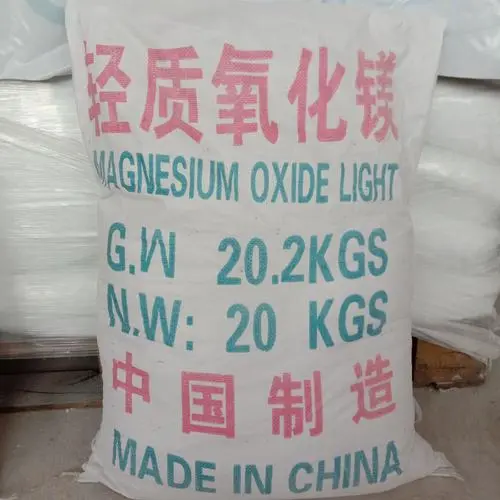 轻质氧化镁
MAGNESIUM OXIDE LIGHT
G.W 20.2KGS
N.W: 20 KGS
中国制造
MADE IN CHINA